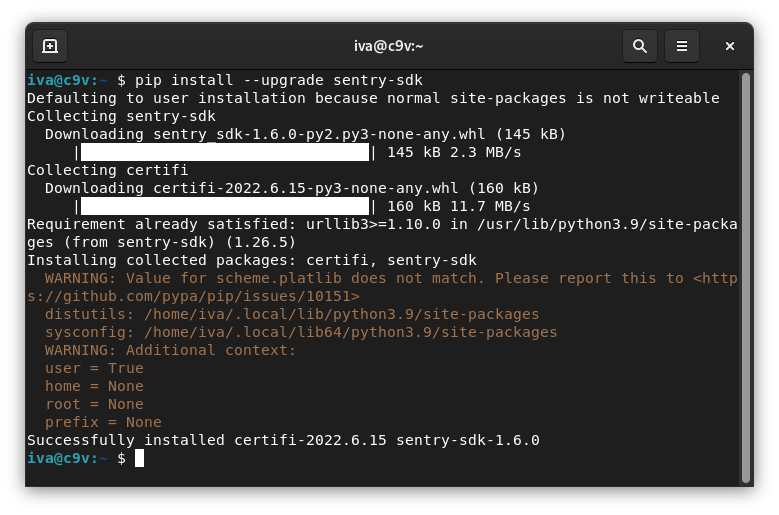 iva@c9v:~
iva@c9v:~ $ pip install --upgrade sentry-sdk
Defaulting to user installation because normal site-packages is not writeable
Collecting sentry-sdk
  Downloading sentry_sdk-1.6.0-py2.py3-none-any.whl (145 kB)
     |████████████████████████████████| 145 kB 2.3 MB/s
Collecting certifi
  Downloading certifi-2022.6.15-py3-none-any.whl (160 kB)
     |████████████████████████████████| 160 kB 11.7 MB/s
Requirement already satisfied: urllib3>=1.10.0 in /usr/lib/python3.9/site-packa
ges (from sentry-sdk) (1.26.5)
Installing collected packages: certifi, sentry-sdk
  WARNING: Value for scheme.platlib does not match. Please report this to <http
s://github.com/pypa/pip/issues/10151>
  distutils: /home/iva/.local/lib/python3.9/site-packages
  sysconfig: /home/iva/.local/lib64/python3.9/site-packages
  WARNING: Additional context:
  user = True
  home = None
  root = None
  prefix = None
Successfully installed certifi-2022.6.15 sentry-sdk-1.6.0
iva@c9v:~ $